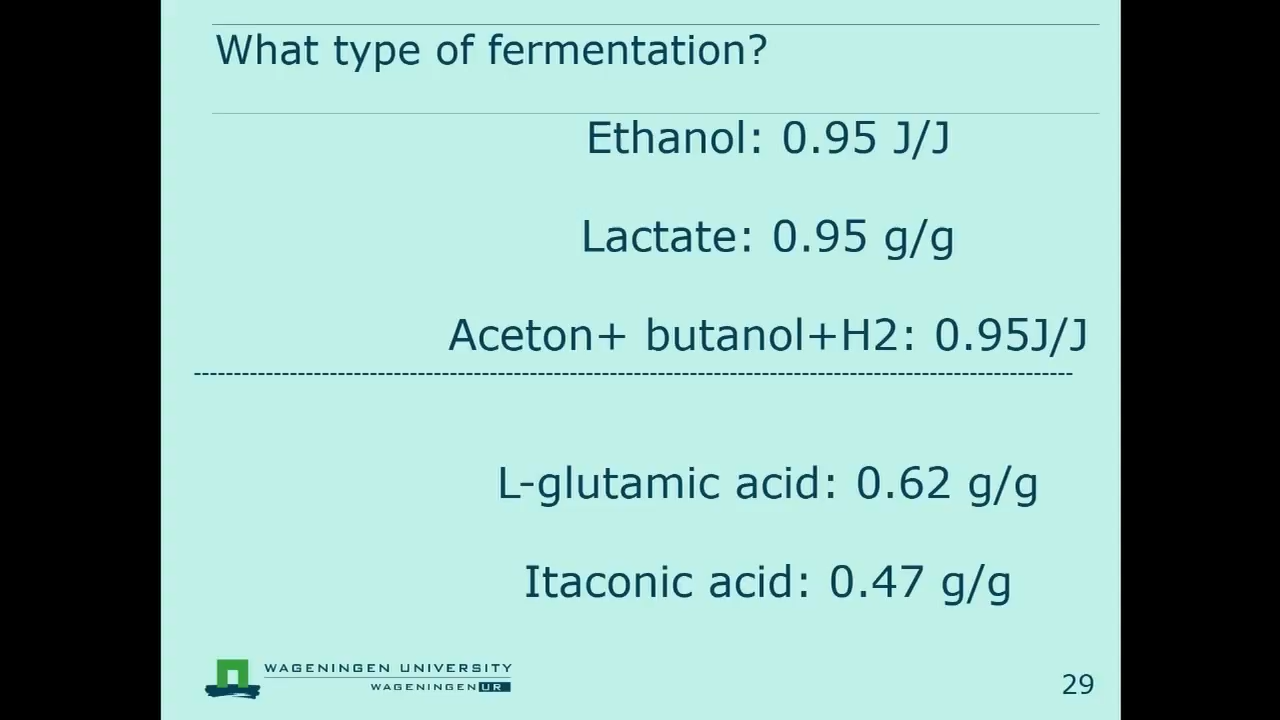 What type of fermentation?
Ethanol: 0.95 J/J
Lactate: 0.95 g/g
Aceton+ butanol+H2: 0.95J/J
--------------------------------------------------------------------------------------------------------------
L-glutamic acid: 0.62 g/g
Itaconic acid: 0.47 g/g
WAGENINGEN UNIVERSITY
WAGENINGEN UR
29